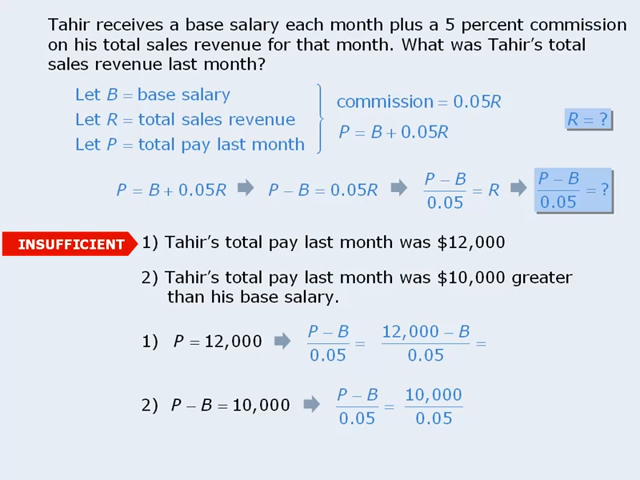 Tahir receives a base salary each month plus a 5 percent commission
on his total sales revenue for that month. What was Tahir's total
sales revenue last month?
Let B = base salary
Let R = total sales revenue
Let P = total pay last month
commission = 0.05R
P = B + 0.05R
R = ?
P = B + 0.05R ➡ P – B = 0.05R ➡ P – B / 0.05 = R ➡ P – B / 0.05 = ?
INSUFFICIENT 1) Tahir's total pay last month was $12,000
2) Tahir's total pay last month was $10,000 greater
than his base salary.
1) P = 12,000 ➡ P – B / 0.05 = 12,000 – B / 0.05 =
2) P – B = 10,000 ➡ P – B / 0.05 = 10,000 / 0.05